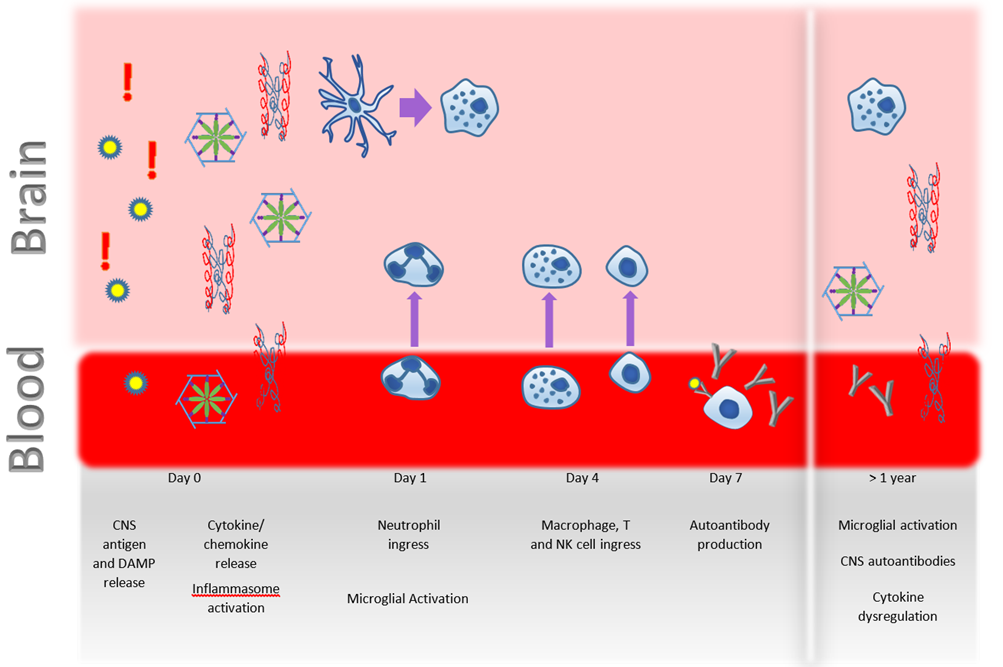 Brain
Blood
Day 0
Day 1
Day 4
Day 7
> 1 year
CNS
antigen
and DAMP
release
Cytokine/
chemokine
release
Inflammasome
activation
Neutrophil
ingress
Microglial Activation
Macrophage, T
and NK cell ingress
Autoantibody
production
Microglial activation
CNS autoantibodies
Cytokine
dysregulation